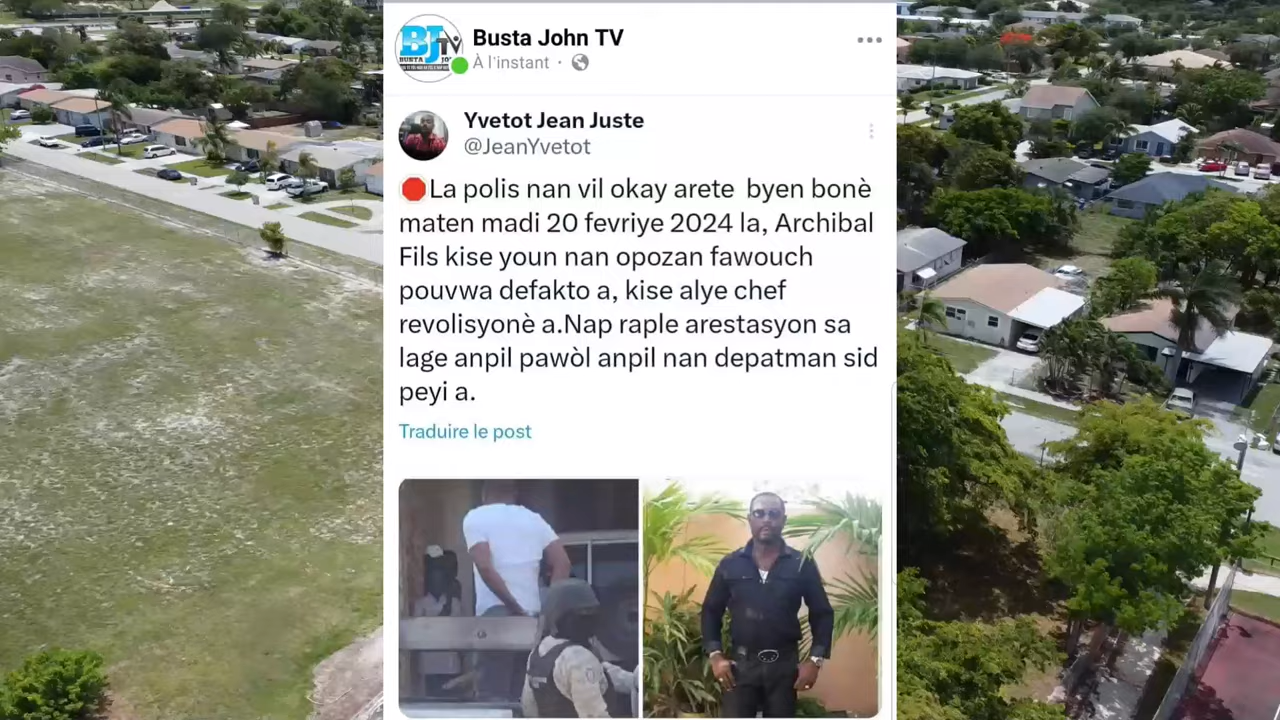 BJTV
Busta John TV
À l'instant ·
Yvetot Jean Juste
@JeanYvetot
La polis nan vil okay arete byen bonè
maten madi 20 fevriye 2024 la, Archibal
Fils kise youn nan opozan fawouch
pouvwa defakto a, kise alye chef
revolisyonè a.Nap raple arestasyon sa
lage anpil pawòl anpil nan depatman sid
peyi a.
Traduire le post